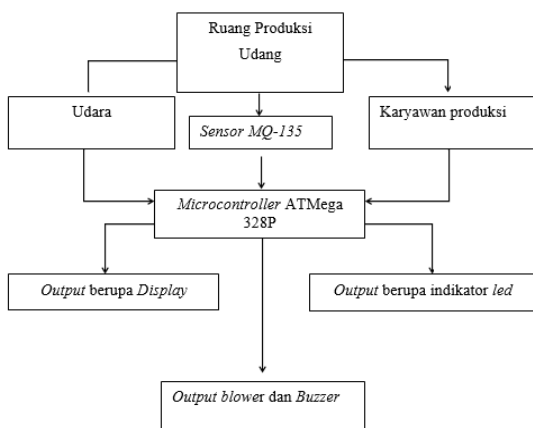 Ruang Produksi
Udang
Udara
Sensor MQ-135
Karyawan produksi
Microcontroller ATMega
328P
Output berupa Display
Output berupa indikator led
Output blower dan Buzzer